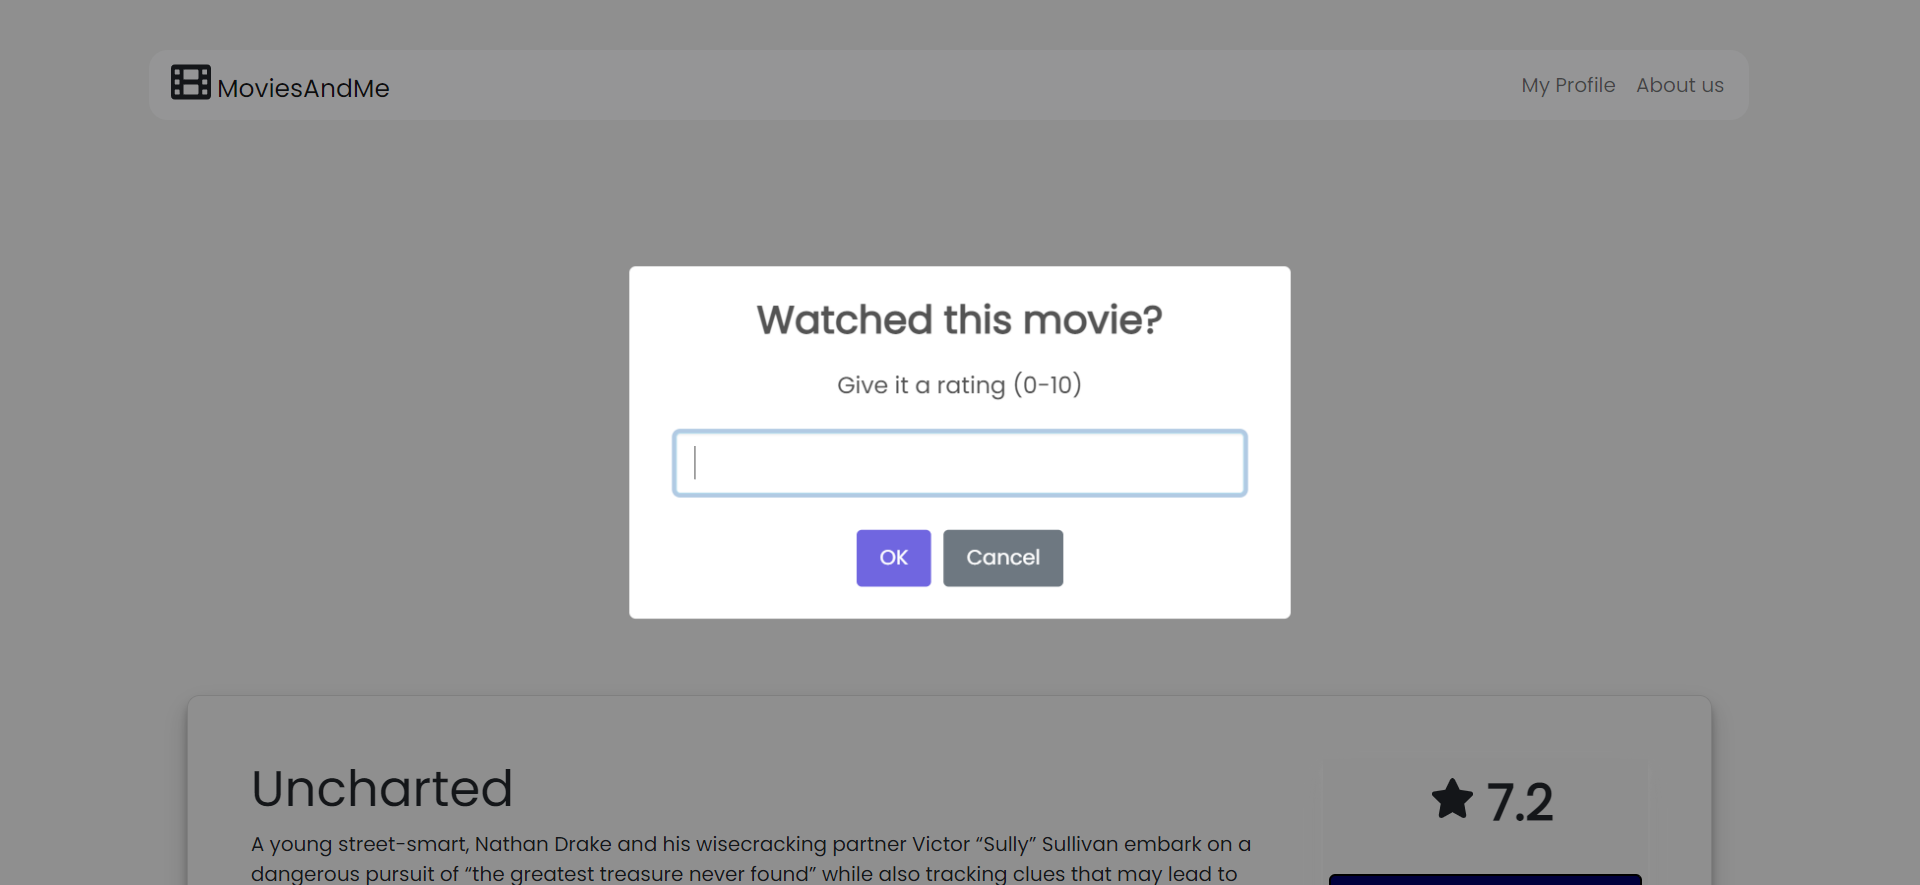 MoviesAndMe
My Profile
About us
Watched this movie?
Give it a rating (0-10)
OK
Cancel
Uncharted
7.2
A young street-smart, Nathan Drake and his wisecracking partner Victor “Sully” Sullivan embark on a
dangerous pursuit of “the greatest treasure never found” while also tracking clues that may lead to